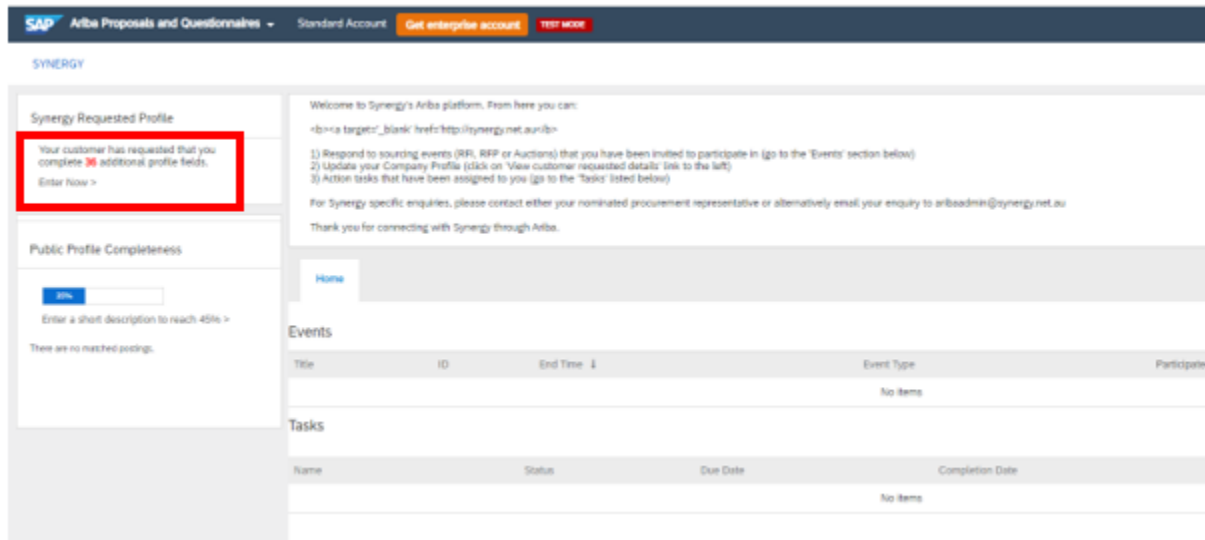 SAP Ariba Proposals and Questionnaires Standard Account Get enterprise account TEST MODE
SYNERGY
Synergy Requested Profile
Your customer has requested that you
complete 36 additional profile fields.
Enter Now >
Public Profile Completeness
35%
Enter a short description to reach 45% >
There are no matched postings.
Welcome to Synergy's Ariba platform. From here you can:
<b><a target='_blank' href='http://synergy.net.au</b>
1) Respond to sourcing events (RFI, RFP or Auctions) that you have been invited to participate in (go to the 'Events' section below)
2) Update your Company Profile (click on 'View customer requested details' link to the left)
3) Action tasks that have been assigned to you (go to the 'Tasks' listed below)
For Synergy specific enquiries, please contact either your nominated procurement representative or alternatively email your enquiry to aribaadmin@synergy.net.au
Thank you for connecting with Synergy through Ariba.
Home
Events
Title ID End Time ↓ Event Type Participate
No items
Tasks
Name Status Due Date Completion Date
No items